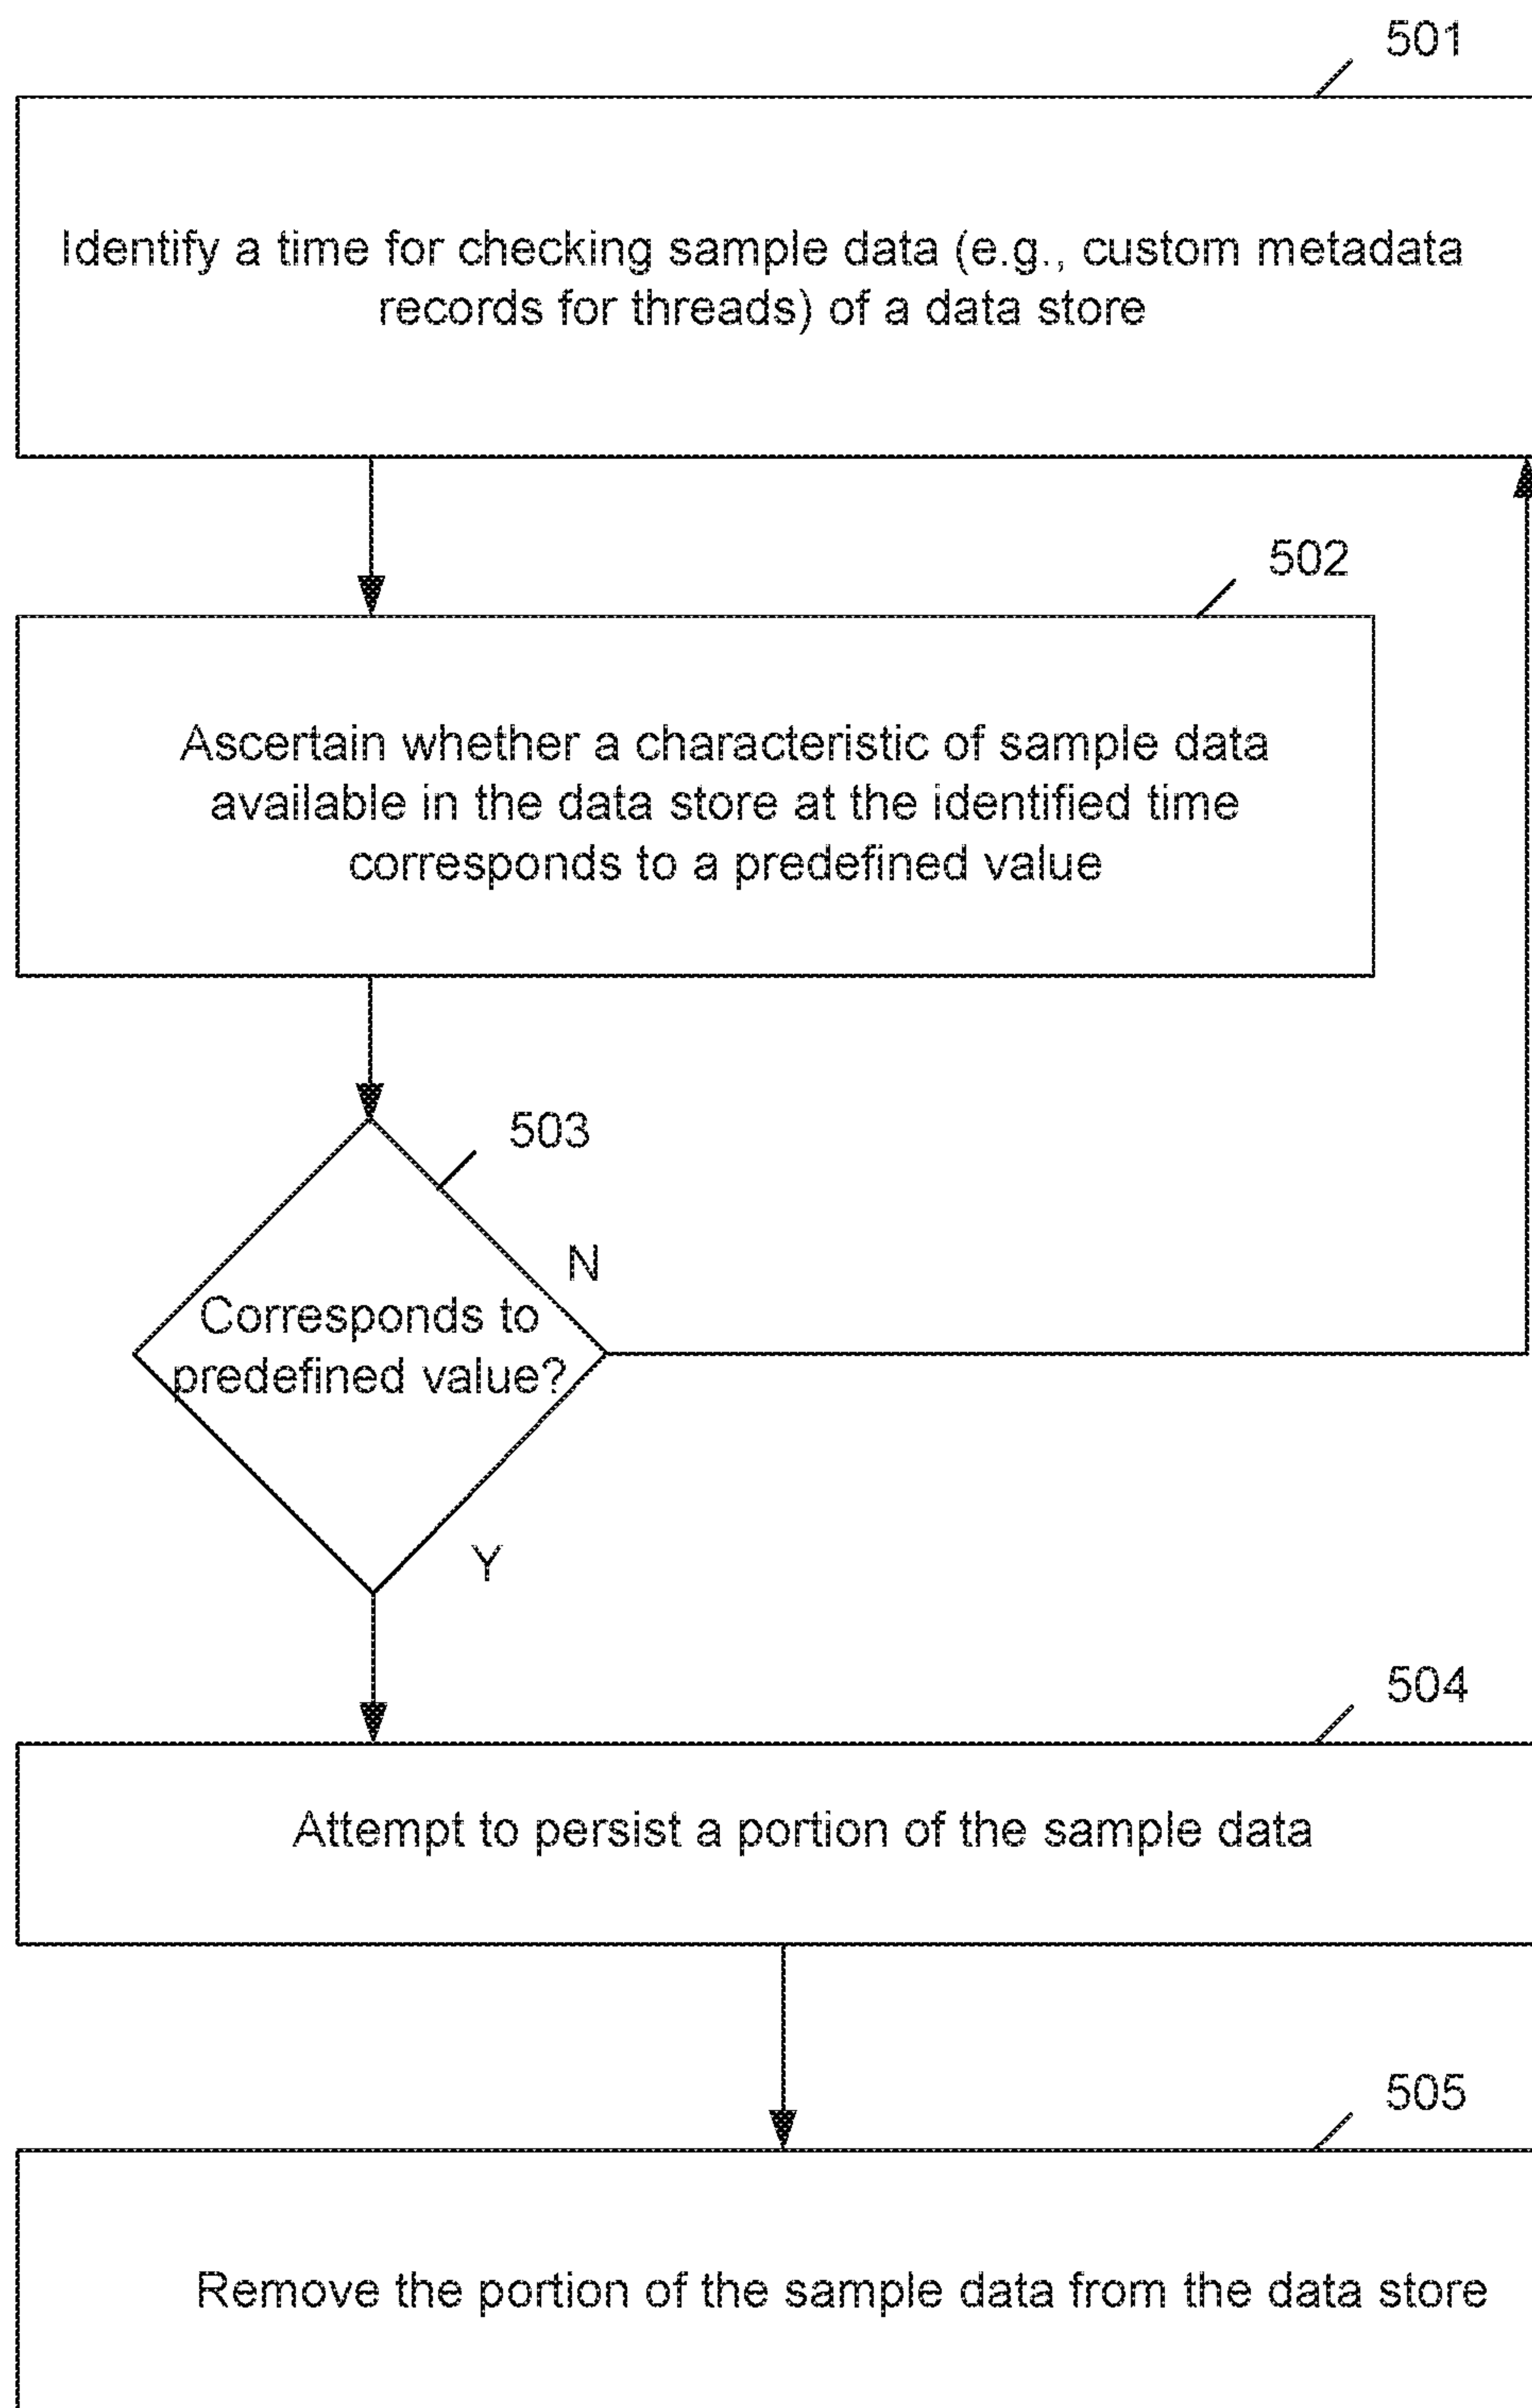 501
Identify a time for checking sample data (e.g., custom metadata
records for threads) of a data store
502
Ascertain whether a characteristic of sample data
available in the data store at the identified time
corresponds to a predefined value
503
N
Corresponds to
predefined value?
Y
504
Attempt to persist a portion of the sample data
505
Remove the portion of the sample data from the data store